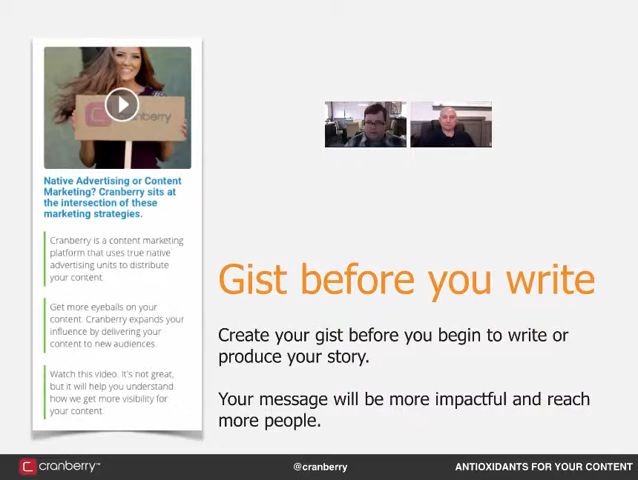 cranberry
Native Advertising or Content
Marketing? Cranberry sits at
the intersection of these
marketing strategies.
Cranberry is a content marketing
platform that uses true native
advertising units to distribute
your content.
Get more eyeballs on your
content. Cranberry expands your
influence by delivering your
content to new audiences.
Watch this video. It's not great,
but it will help you understand
how we get more visibility for
your content.
Gist before you write
Create your gist before you begin to write or
produce your story.
Your message will be more impactful and reach
more people.
cranberry™
@cranberry
ANTIOXIDANTS FOR YOUR CONTENT